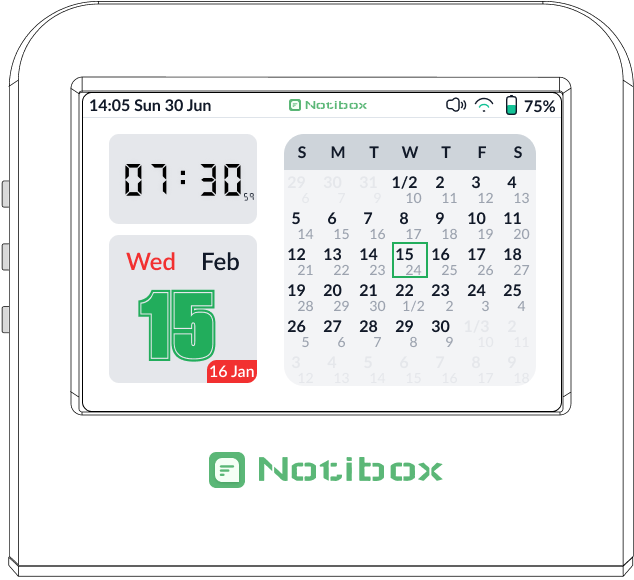 14:05 Sun 30 Jun
Notibox
75%
07:30 59
Wed Feb
15
16 Jan
S M T W T F S
29 30 31 1/2 2 3 4
6 7 9 10 11 12 13
5 6 7 8 9 10 11
14 15 16 17 18 19 20
12 13 14 15 16 17 18
21 22 23 24 25 26 27
19 20 21 22 23 24 25
28 29 30 1/2 2 3 4
26 27 28 29 30 1/3 2
5 6 7 8 9 10 11
3 4 5 6 7 8 9
12 13 14 15 16 17 18
Notibox